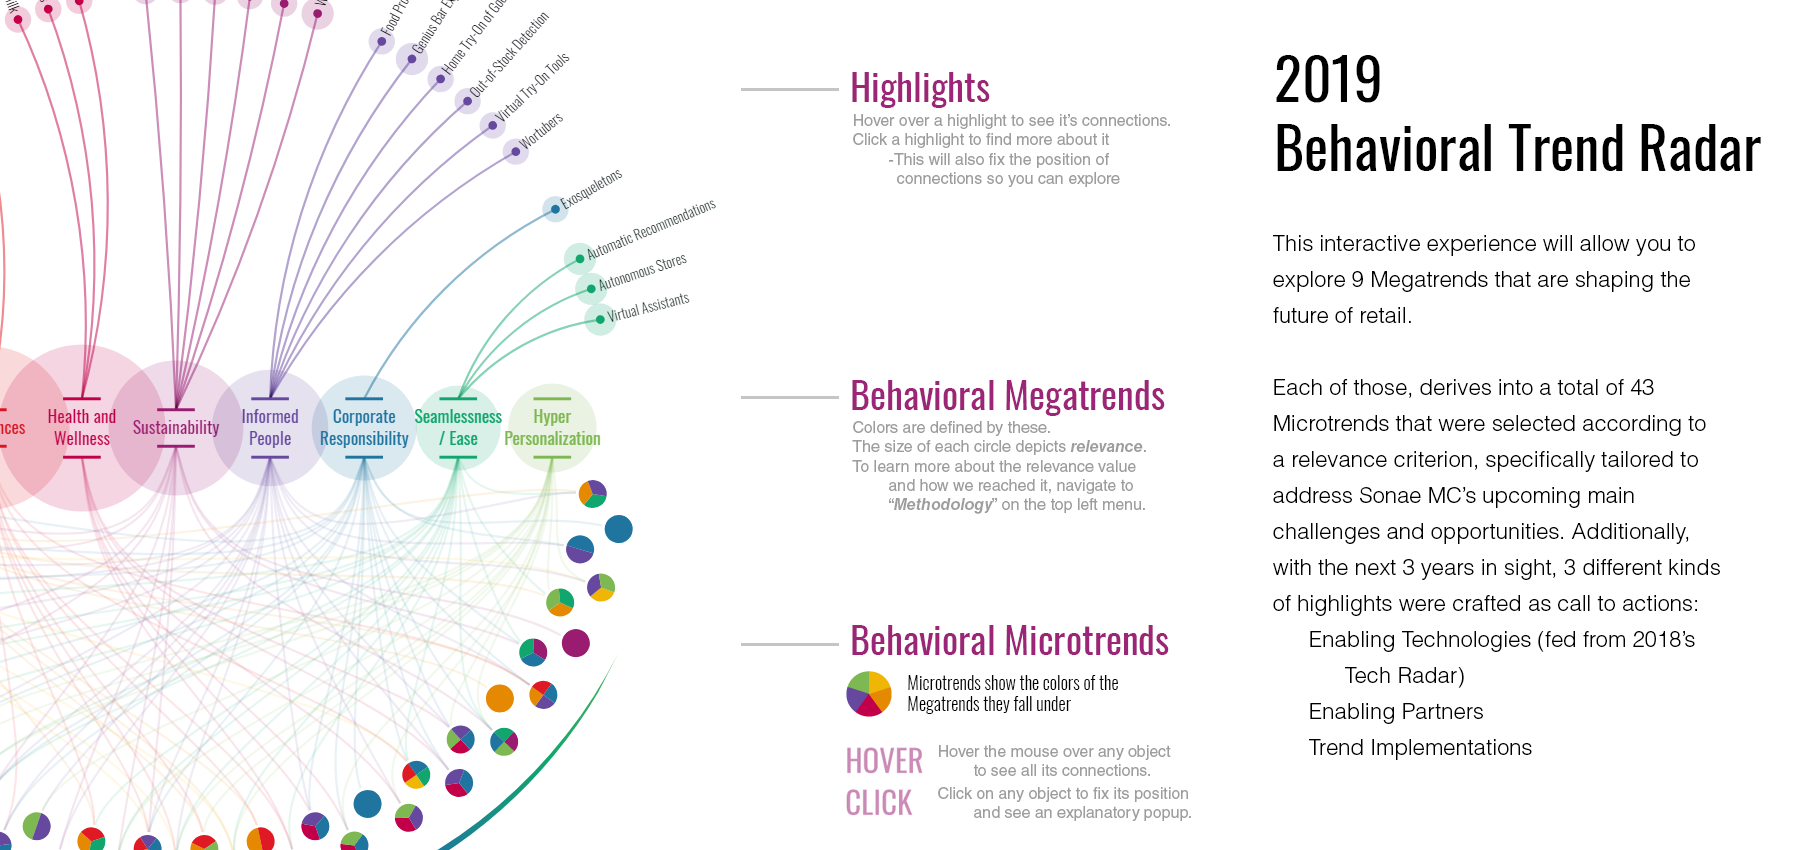 Food
Genius Bar
Home Try-On of
Out-of-Stock Detection
Virtual Try-On Tools
Wortubers
Exosqueletons
Automatic Recommendations
Autonomous Stores
Virtual Assistants
nces
Health and
Wellness
Sustainability
Informed
People
Corporate
Responsibility
Seamlessness
/ Ease
Hyper
Personalization
Highlights
Hover over a highlight to see it's connections.
Click a highlight to find more about it
-This will also fix the position of
connections so you can explore
Behavioral Megatrends
Colors are defined by these.
The size of each circle depicts relevance.
To learn more about the relevance value
and how we reached it, navigate to
“Methodology” on the top left menu.
Behavioral Microtrends
Microtrends show the colors of the
Megatrends they fall under
HOVER
Hover the mouse over any object
to see all its connections.
CLICK
Click on any object to fix its position
and see an explanatory popup.
2019
Behavioral Trend Radar
This interactive experience will allow you to
explore 9 Megatrends that are shaping the
future of retail.
Each of those, derives into a total of 43
Microtrends that were selected according to
a relevance criterion, specifically tailored to
address Sonae MC’s upcoming main
challenges and opportunities. Additionally,
with the next 3 years in sight, 3 different kinds
of highlights were crafted as call to actions:
Enabling Technologies (fed from 2018’s
Tech Radar)
Enabling Partners
Trend Implementations